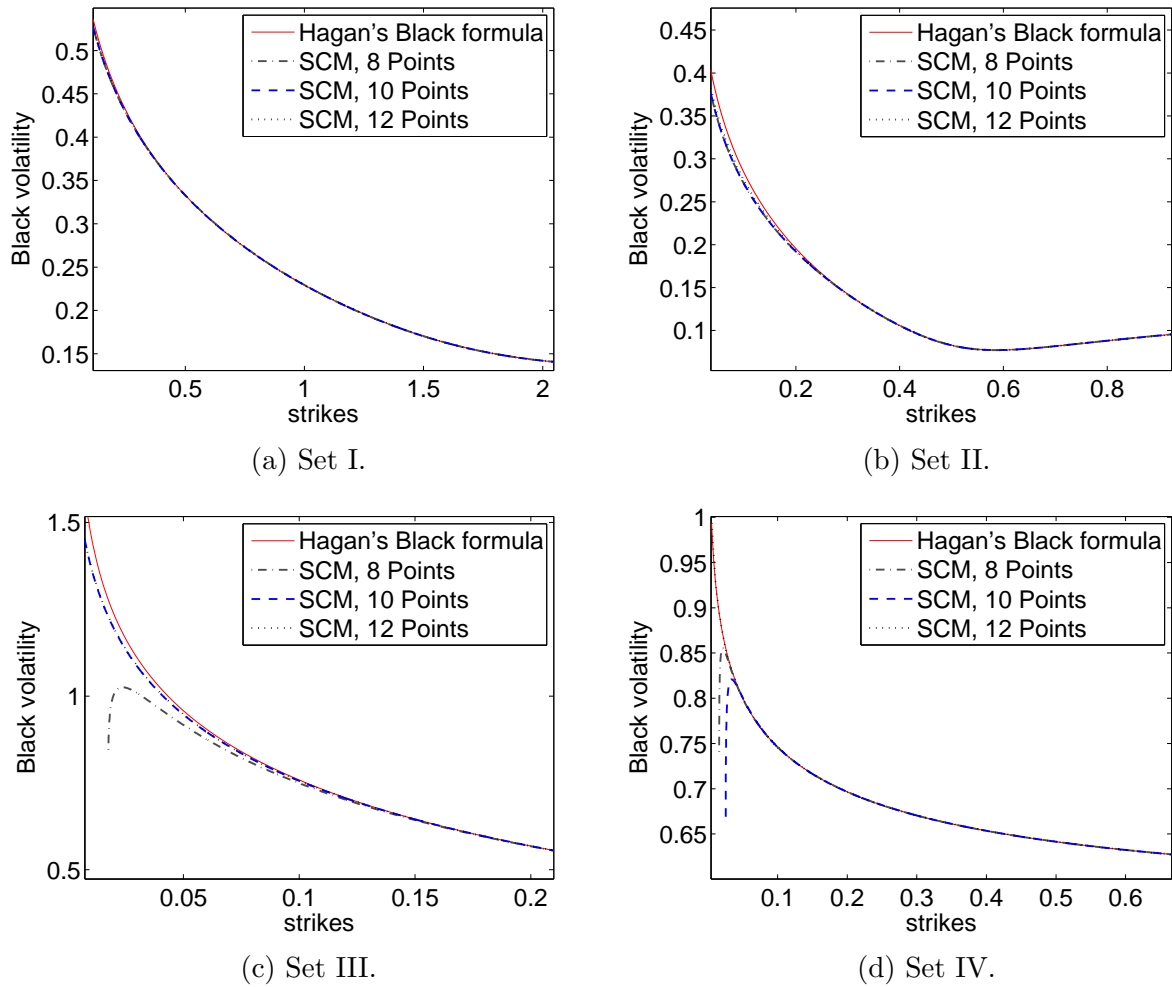 Hagan's Black formula
SCM, 8 Points
SCM, 10 Points
SCM, 12 Points
0.5
0.45
0.4
0.35
0.3
0.25
0.2
0.15
Black volatility
0.5 1 1.5 2
strikes
(a) Set I.
Hagan's Black formula
SCM, 8 Points
SCM, 10 Points
SCM, 12 Points
0.45
0.4
0.35
0.3
0.25
0.2
0.15
0.1
Black volatility
0.2 0.4 0.6 0.8
strikes
(b) Set II.
Hagan's Black formula
SCM, 8 Points
SCM, 10 Points
SCM, 12 Points
1.5
1
0.5
Black volatility
0.05 0.1 0.15 0.2
strikes
(c) Set III.
Hagan's Black formula
SCM, 8 Points
SCM, 10 Points
SCM, 12 Points
1
0.95
0.9
0.85
0.8
0.75
0.7
0.65
Black volatility
0.1 0.2 0.3 0.4 0.5 0.6
strikes
(d) Set IV.